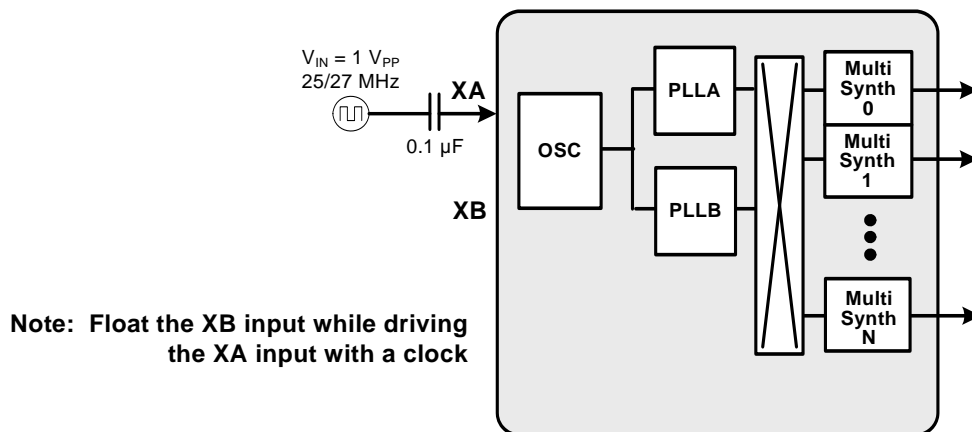 V_IN = 1 V_PP
25/27 MHz
XA
0.1 µF
XB
OSC
PLLA
PLLB
Multi
Synth
0
Multi
Synth
1
Multi
Synth
N
Note: Float the XB input while driving
the XA input with a clock